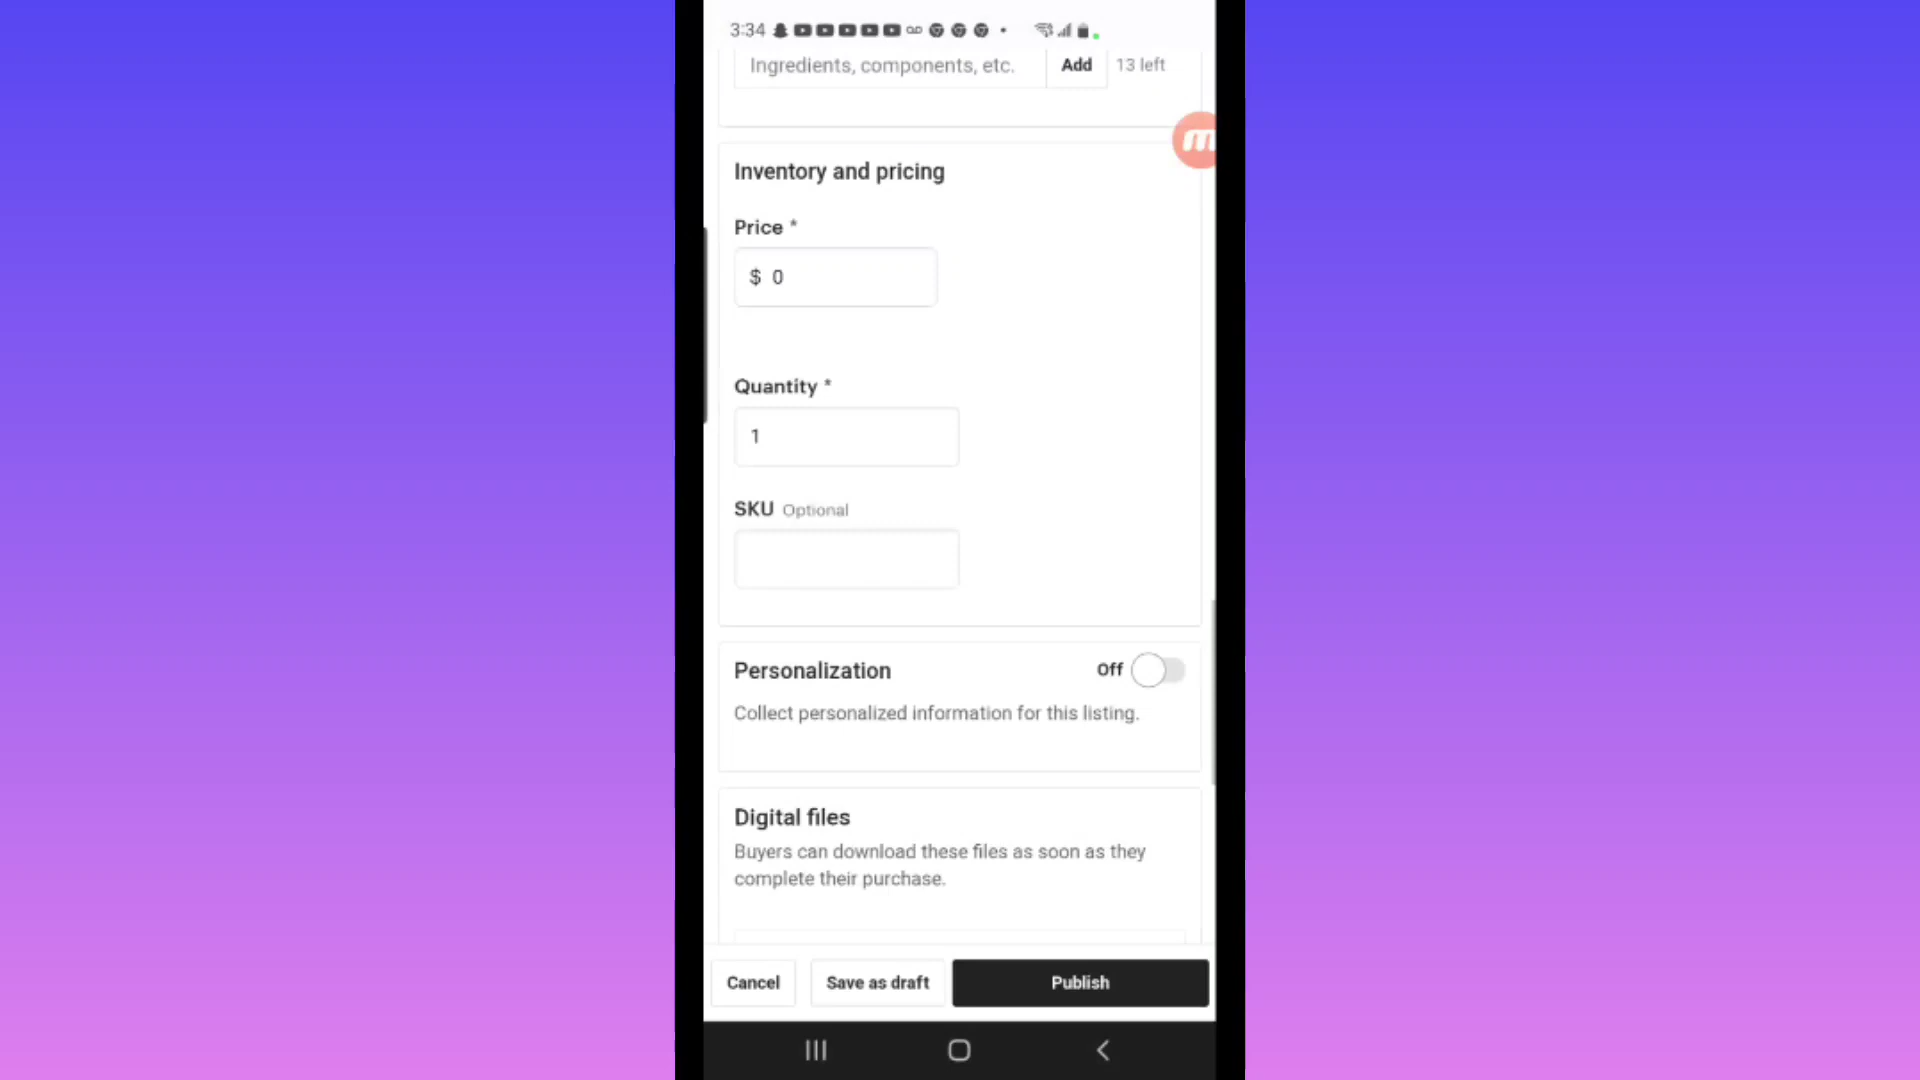 3:34
Ingredients, components, etc. Add 13 left
m
Inventory and pricing
Price *
$ 0
Quantity *
1
SKU Optional
Personalization Off
Collect personalized information for this listing.
Digital files
Buyers can download these files as soon as they
complete their purchase.
Cancel Save as draft Publish